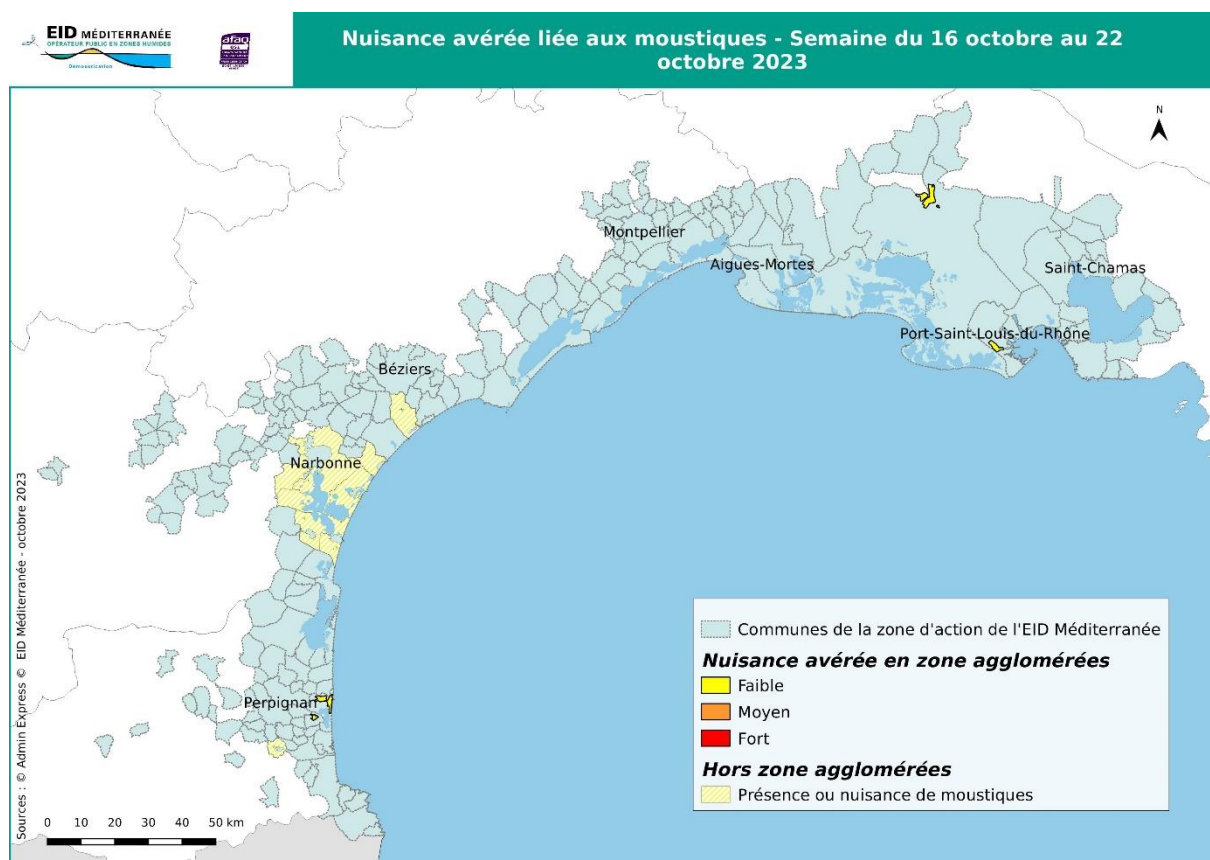 EID MÉDITERRANÉE
OPÉRATEUR PUBLIC EN ZONES HUMIDES
Démoustication
afaq
Nuisance avérée liée aux moustiques - Semaine du 16 octobre au 22
octobre 2023
N
Montpellier
Aigues-Mortes
Saint-Chamas
Port-Saint-Louis-du-Rhône
Béziers
Narbonne
Perpignan
Communes de la zone d'action de l'EID Méditerranée
Nuisance avérée en zone agglomérées
Faible
Moyen
Fort
Hors zone agglomérées
Présence ou nuisance de moustiques
Sources : © Admin Express © EID Méditerranée - octobre 2023
0 10 20 30 40 50 km